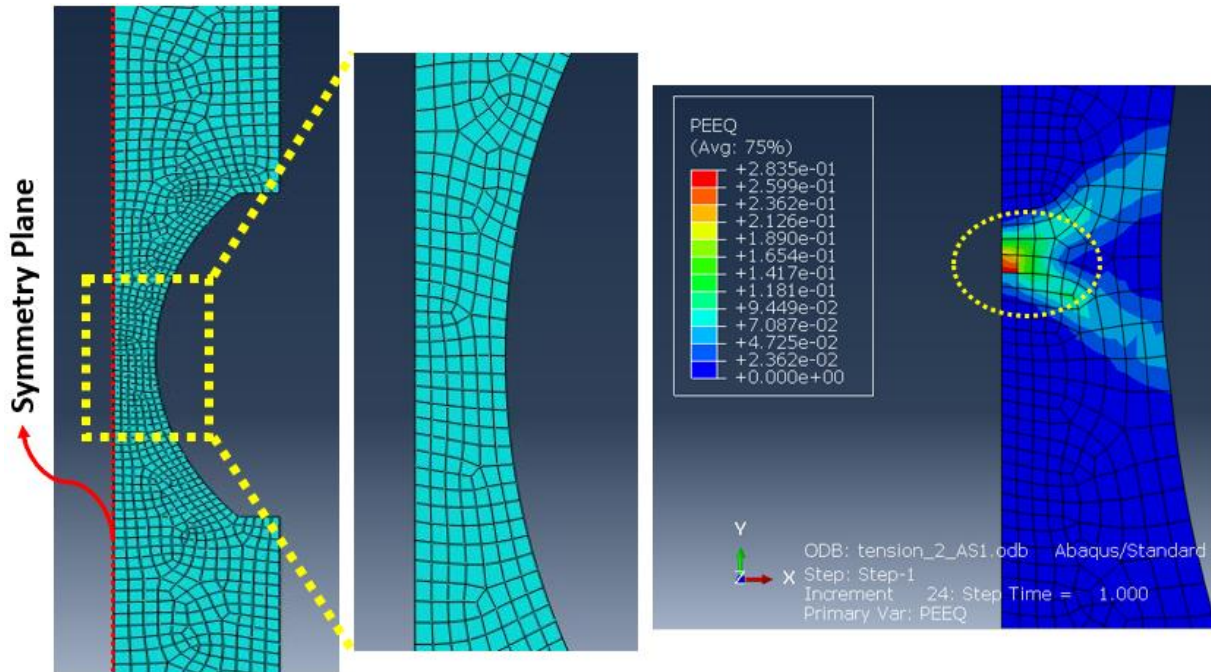 Symmetry Plane
PEEQ
(Avg: 75%)
+2.835e-01
+2.599e-01
+2.362e-01
+2.126e-01
+1.890e-01
+1.654e-01
+1.417e-01
+1.181e-01
+9.449e-02
+7.087e-02
+4.725e-02
+2.362e-02
+0.000e+00
Y
Z
X
ODB: tension_2_AS1.odb Abaqus/Standard
Step: Step-1
Increment 24: Step Time = 1.000
Primary Var: PEEQ